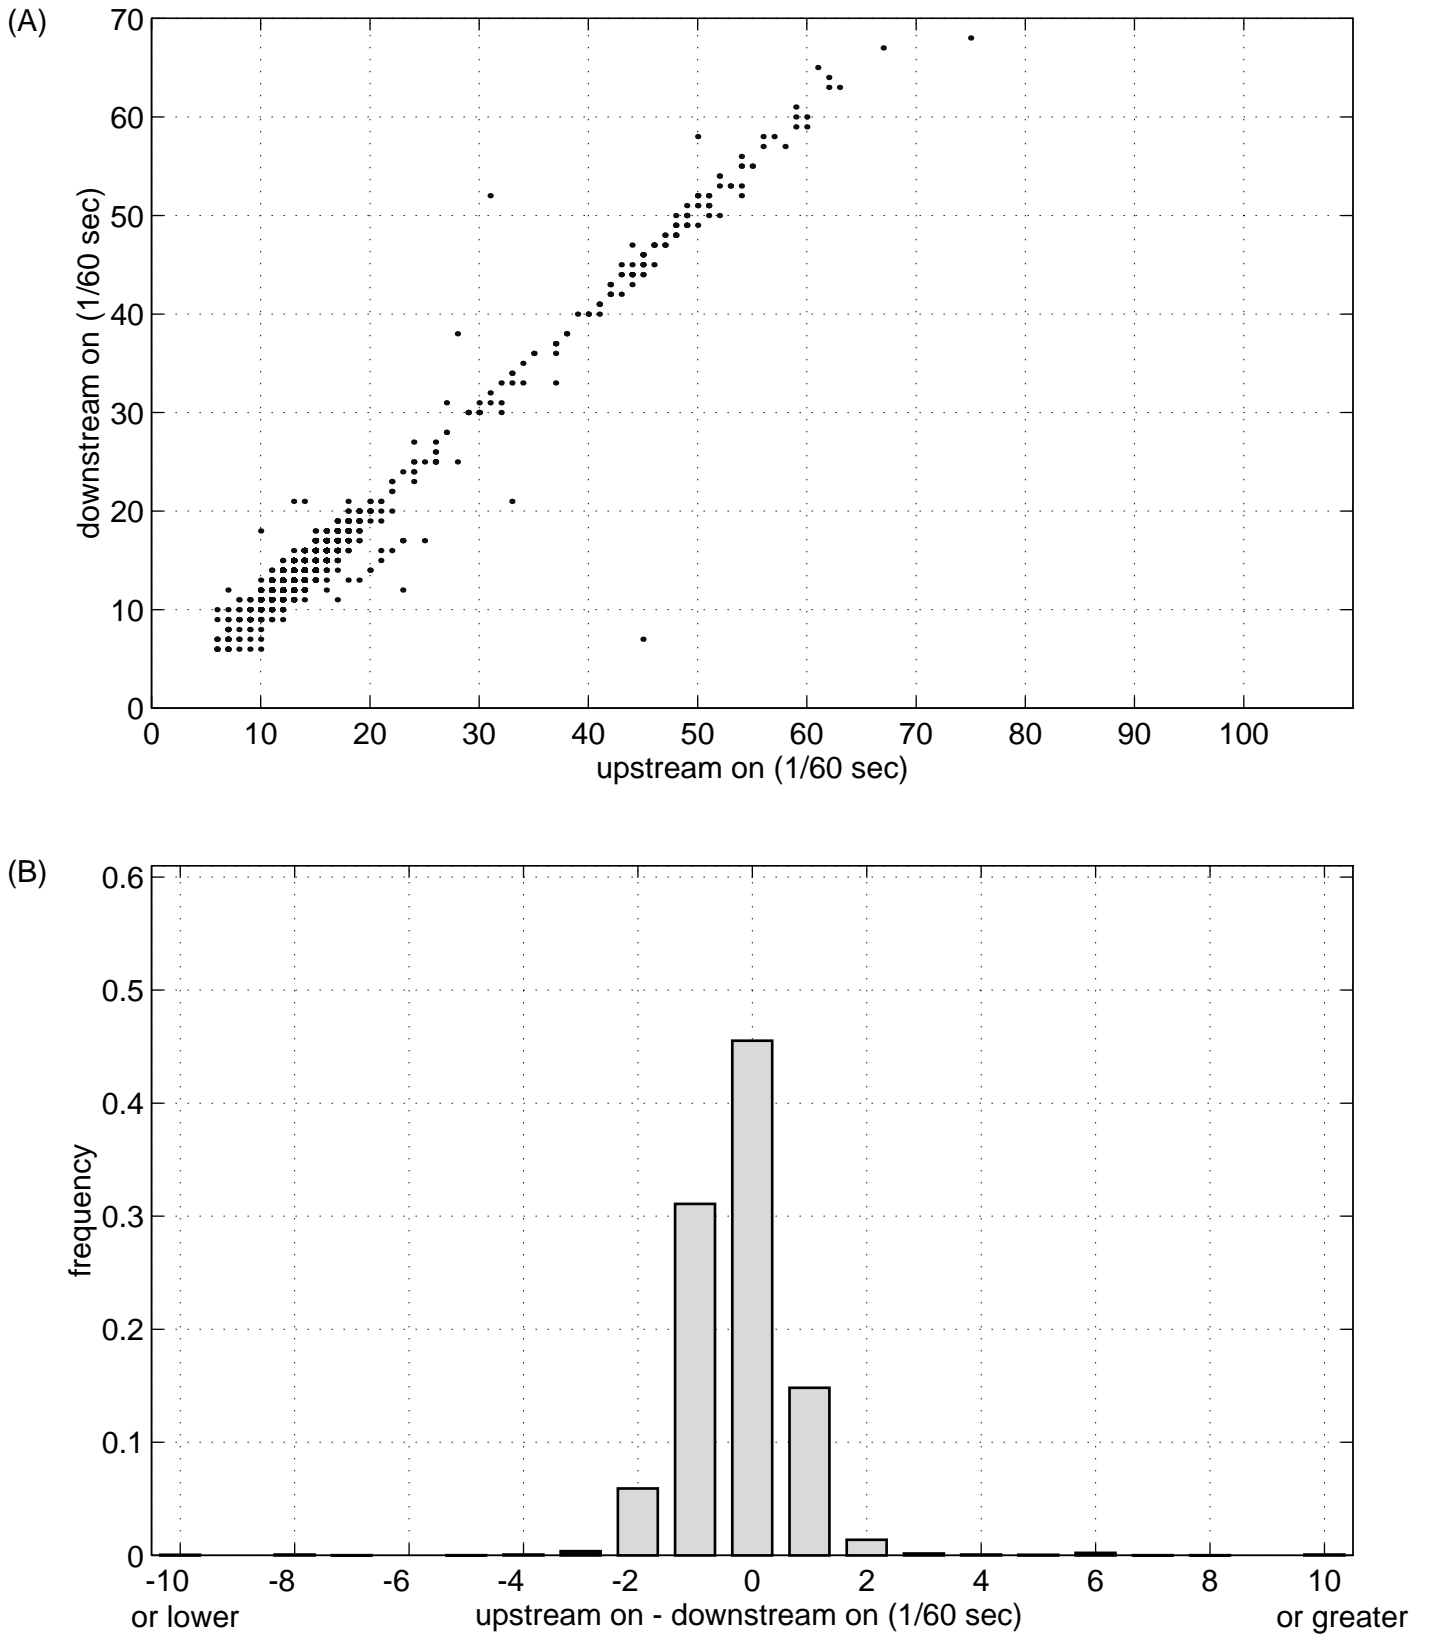 (A)
70
60
50
40
30
20
10
0
downstream on (1/60 sec)
0 10 20 30 40 50 60 70 80 90 100
upstream on (1/60 sec)
(B)
0.6
0.5
0.4
0.3
0.2
0.1
0
frequency
-10 -8 -6 -4 -2 0 2 4 6 8 10
or lower upstream on - downstream on (1/60 sec) or greater